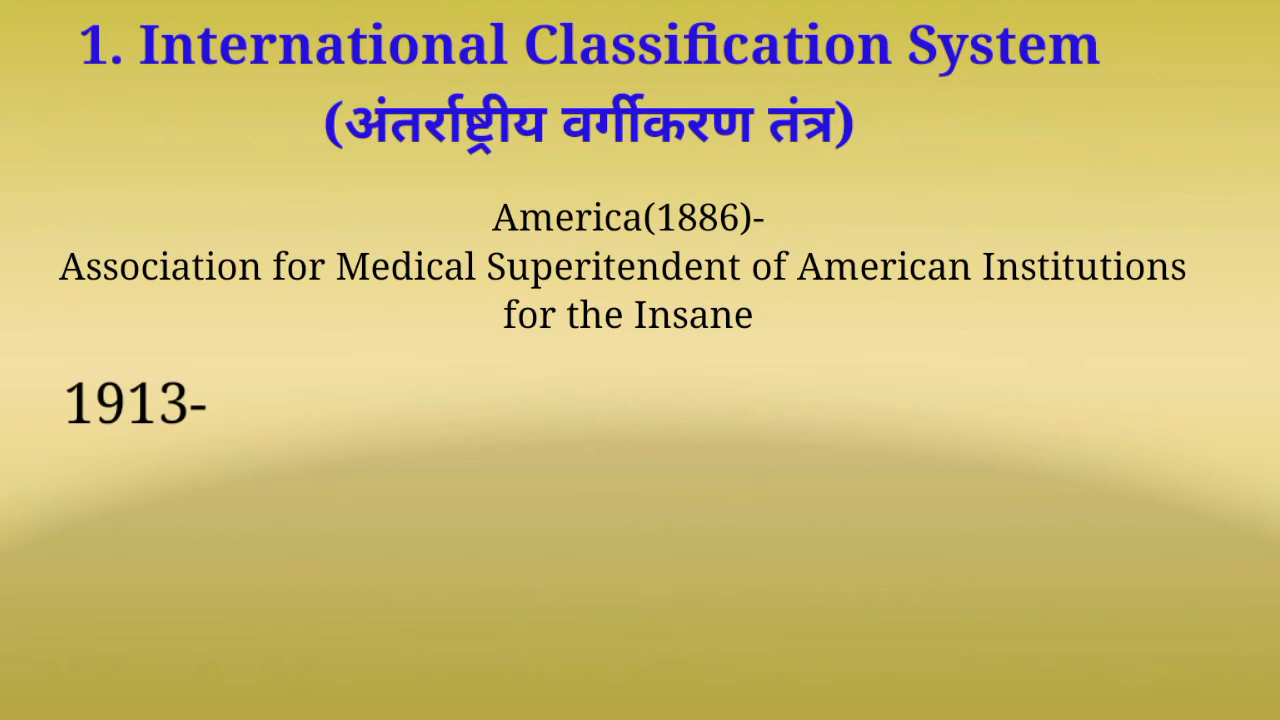 1. International Classification System
(अंतर्राष्ट्रीय वर्गीकरण तंत्र)
America(1886)-
Association for Medical Superitendent of American Institutions
for the Insane
1913-